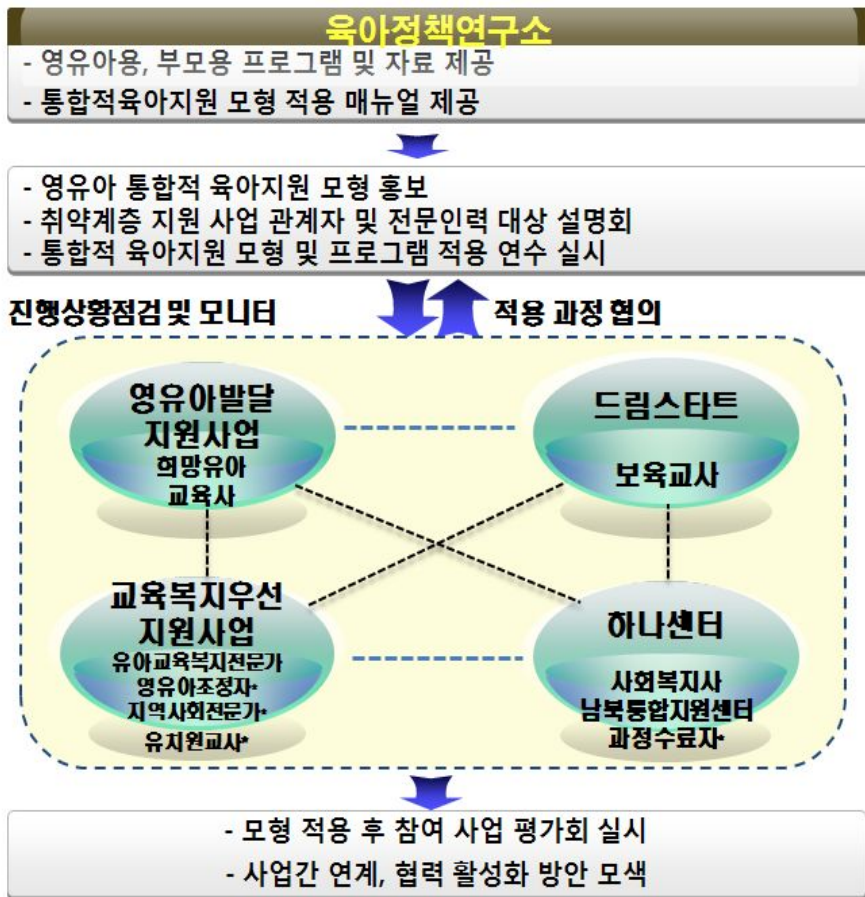 육아정책연구소
- 영유아용, 부모용 프로그램 및 자료 제공
- 통합적육아지원 모형 적용 매뉴얼 제공
- 영유아 통합적 육아지원 모형 홍보
- 취약계층 지원 사업 관계자 및 전문인력 대상 설명회
- 통합적 육아지원 모형 및 프로그램 적용 연수 실시
진행상황점검 및 모니터
적용 과정 협의
영유아발달
지원사업
희망유아
교육사
드림스타트
보육교사
교육복지우선
지원사업
유아교육복지전문가
영유아조정자*
지역사회전문가*
유치원교사*
하나센터
사회복지사
남북통합지원센터
과정수료자*
- 모형 적용 후 참여 사업 평가회 실시
- 사업간 연계, 협력 활성화 방안 모색